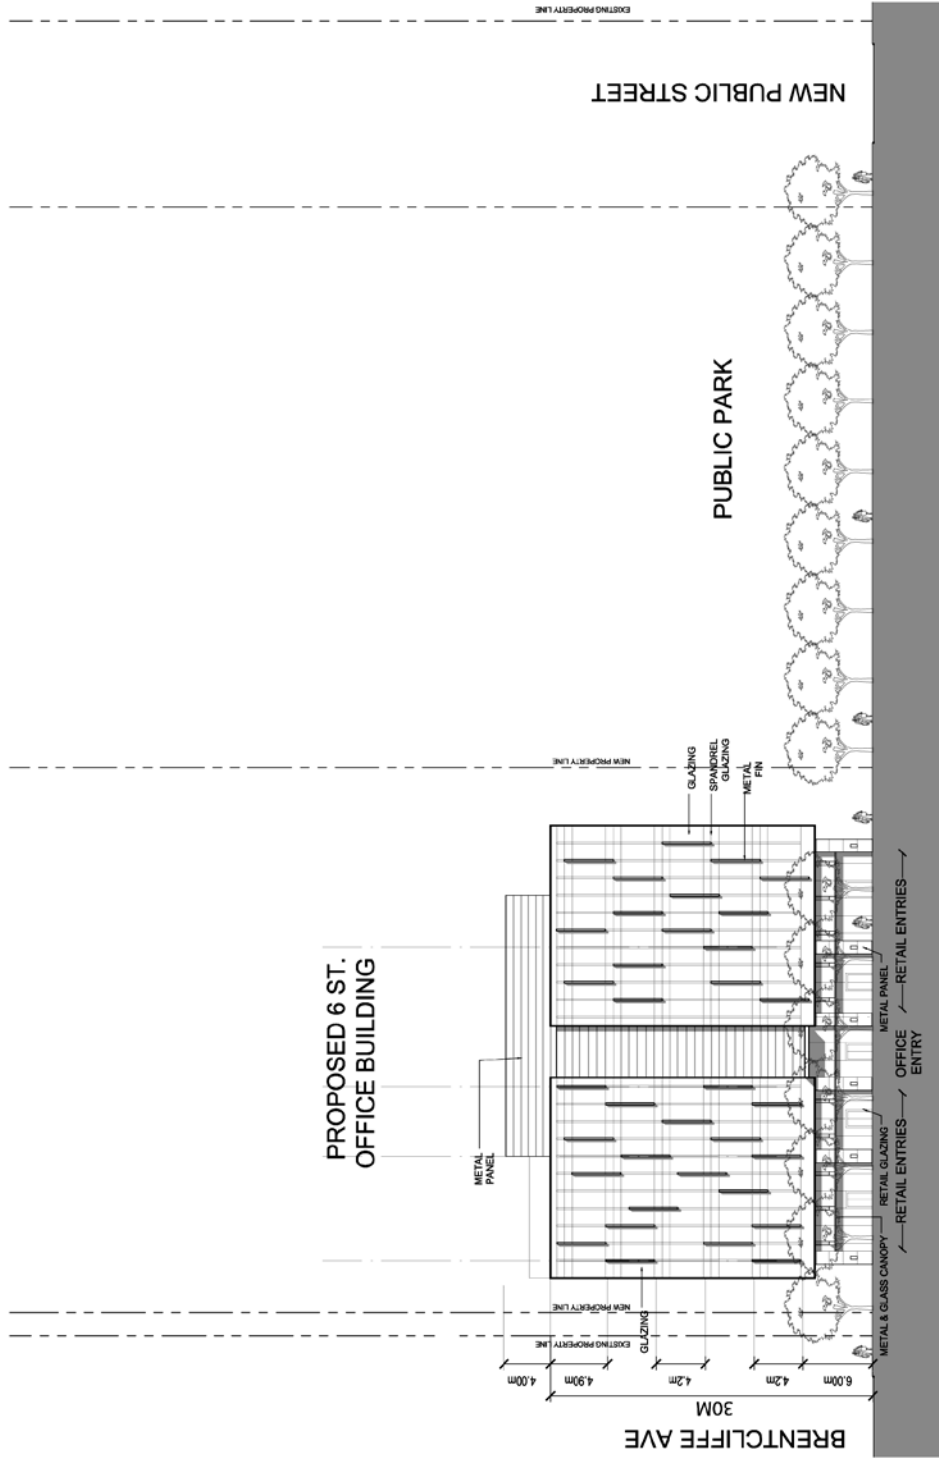 EXISTING PROPERTY LINE
NEW PUBLIC STREET
PUBLIC PARK
NEW PROPERTY LINE
GLAZING
SPANDREL
GLAZING
METAL
FIN
PROPOSED 6 ST.
OFFICE BUILDING
METAL
PANEL
METAL PANEL
RETAIL ENTRIES
OFFICE
ENTRY
RETAIL GLAZING
RETAIL ENTRIES
METAL & GLASS CANOPY
GLAZING
NEW PROPERTY LINE
EXISTING PROPERTY LINE
4.00m
4.90m
4.2m
4.2m
6.00m
30M
BRENTCLIFFE AVE